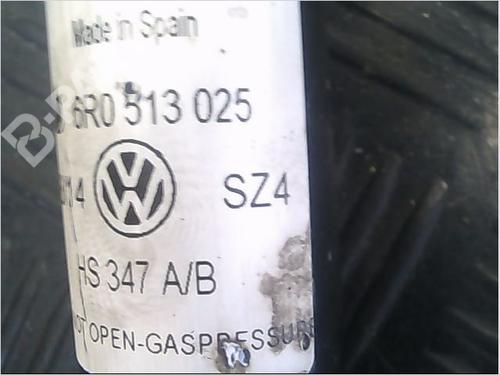 Made in Spain
6R0 513 025
SZ4
HS 347 A/B
OPEN-GASPRESSURE